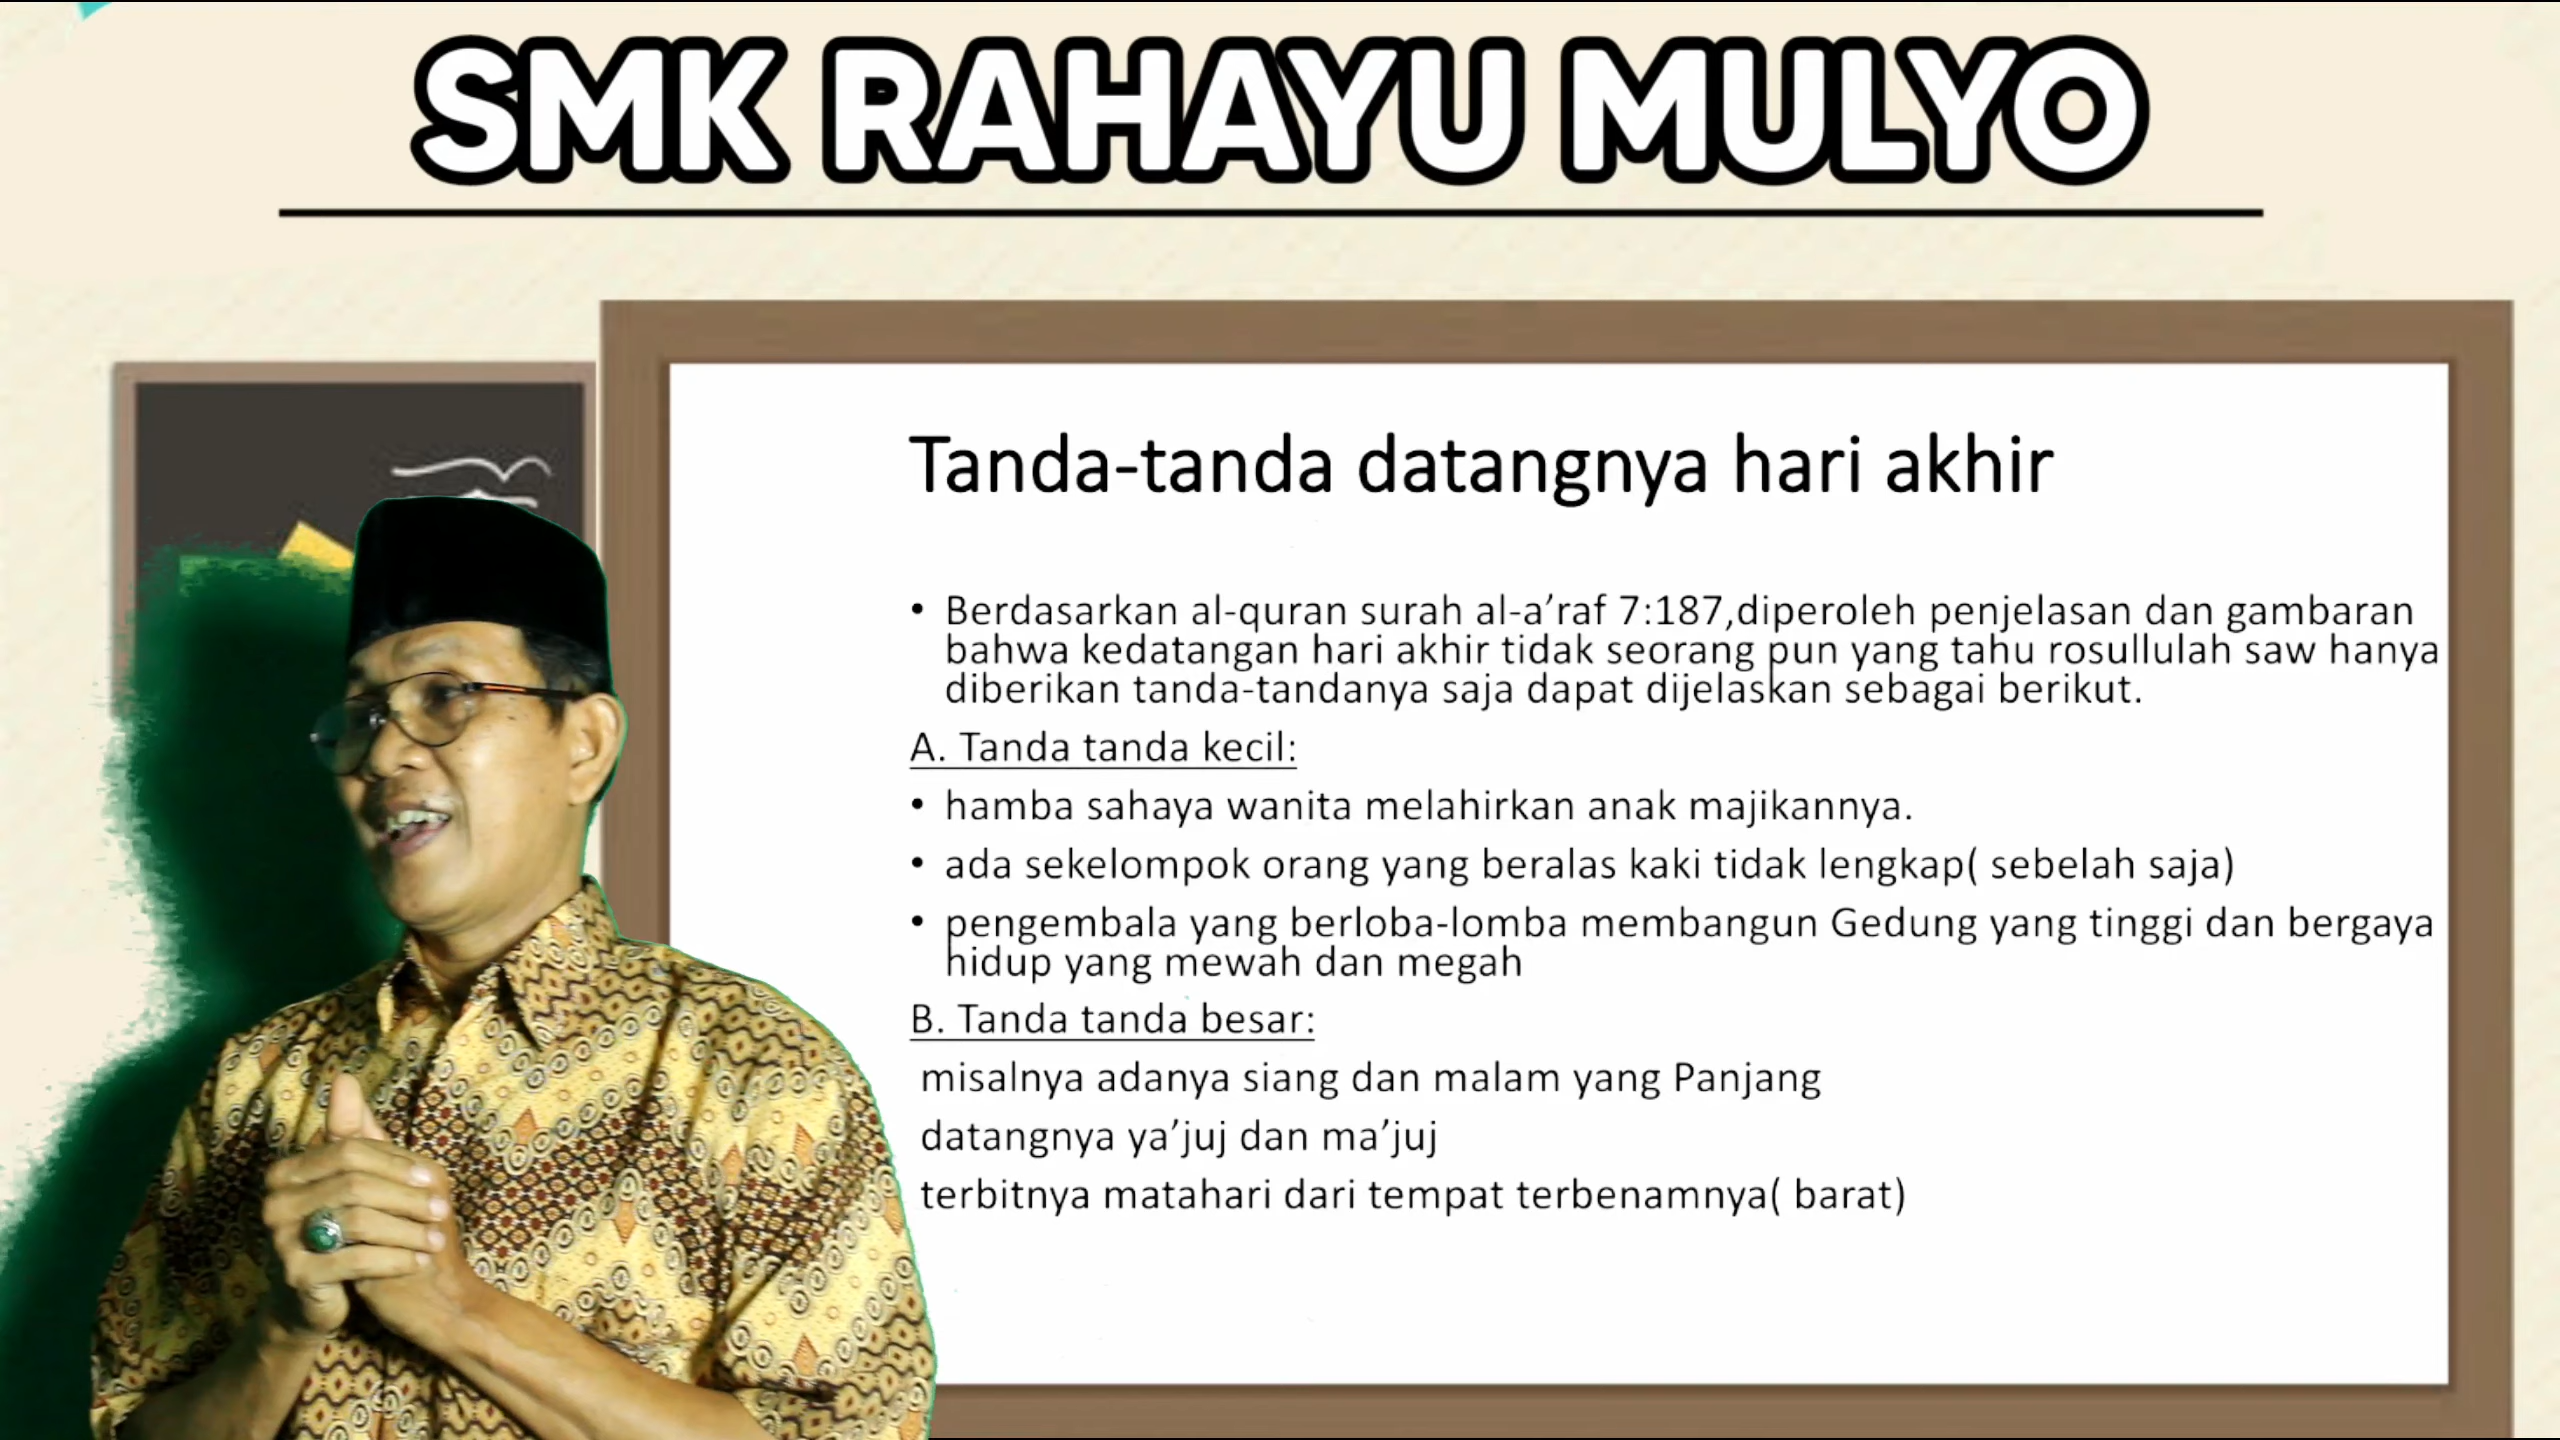 SMK RAHAYU MULYO
Tanda-tanda datangnya hari akhir
• Berdasarkan al-quran surah al-a’raf 7:187,diperoleh penjelasan dan gambaran
bahwa kedatangan hari akhir tidak seorang pun yang tahu rosullulah saw hanya
diberikan tanda-tandanya saja dapat dijelaskan sebagai berikut.
A. Tanda tanda kecil:
• hamba sahaya wanita melahirkan anak majikannya.
• ada sekelompok orang yang beralas kaki tidak lengkap( sebelah saja)
• pengembala yang berloba-lomba membangun Gedung yang tinggi dan bergaya
hidup yang mewah dan megah
B. Tanda tanda besar:
misalnya adanya siang dan malam yang Panjang
datangnya ya’juj dan ma’juj
terbitnya matahari dari tempat terbenamnya( barat)